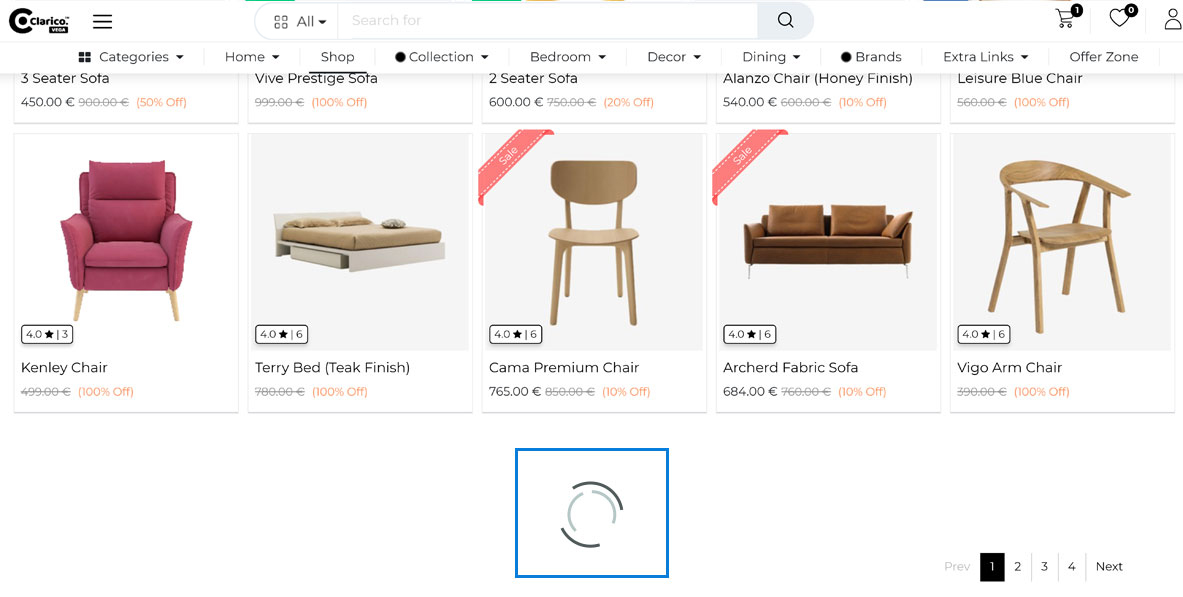 Clarico.
VEGA
All
Search for
1
0
Categories
Home
Shop
Collection
Bedroom
Decor
Dining
Brands
Extra Links
Offer Zone
3 Seater Sofa
450.00 € 900.00 € (50% Off)
Vive Prestige Sofa
999.00 € (100% Off)
2 Seater Sofa
600.00 € 750.00 € (20% Off)
Alanzo Chair (Honey Finish)
540.00 € 600.00 € (10% Off)
Leisure Blue Chair
560.00 € (100% Off)
4.0 ★ | 3
Kenley Chair
499.00 € (100% Off)
4.0 ★ | 6
Terry Bed (Teak Finish)
780.00 € (100% Off)
Sale
4.0 ★ | 6
Cama Premium Chair
765.00 € 850.00 € (10% Off)
Sale
4.0 ★ | 6
Archerd Fabric Sofa
684.00 € 760.00 € (10% Off)
4.0 ★ | 6
Vigo Arm Chair
390.00 € (100% Off)
Prev 1 2 3 4 Next